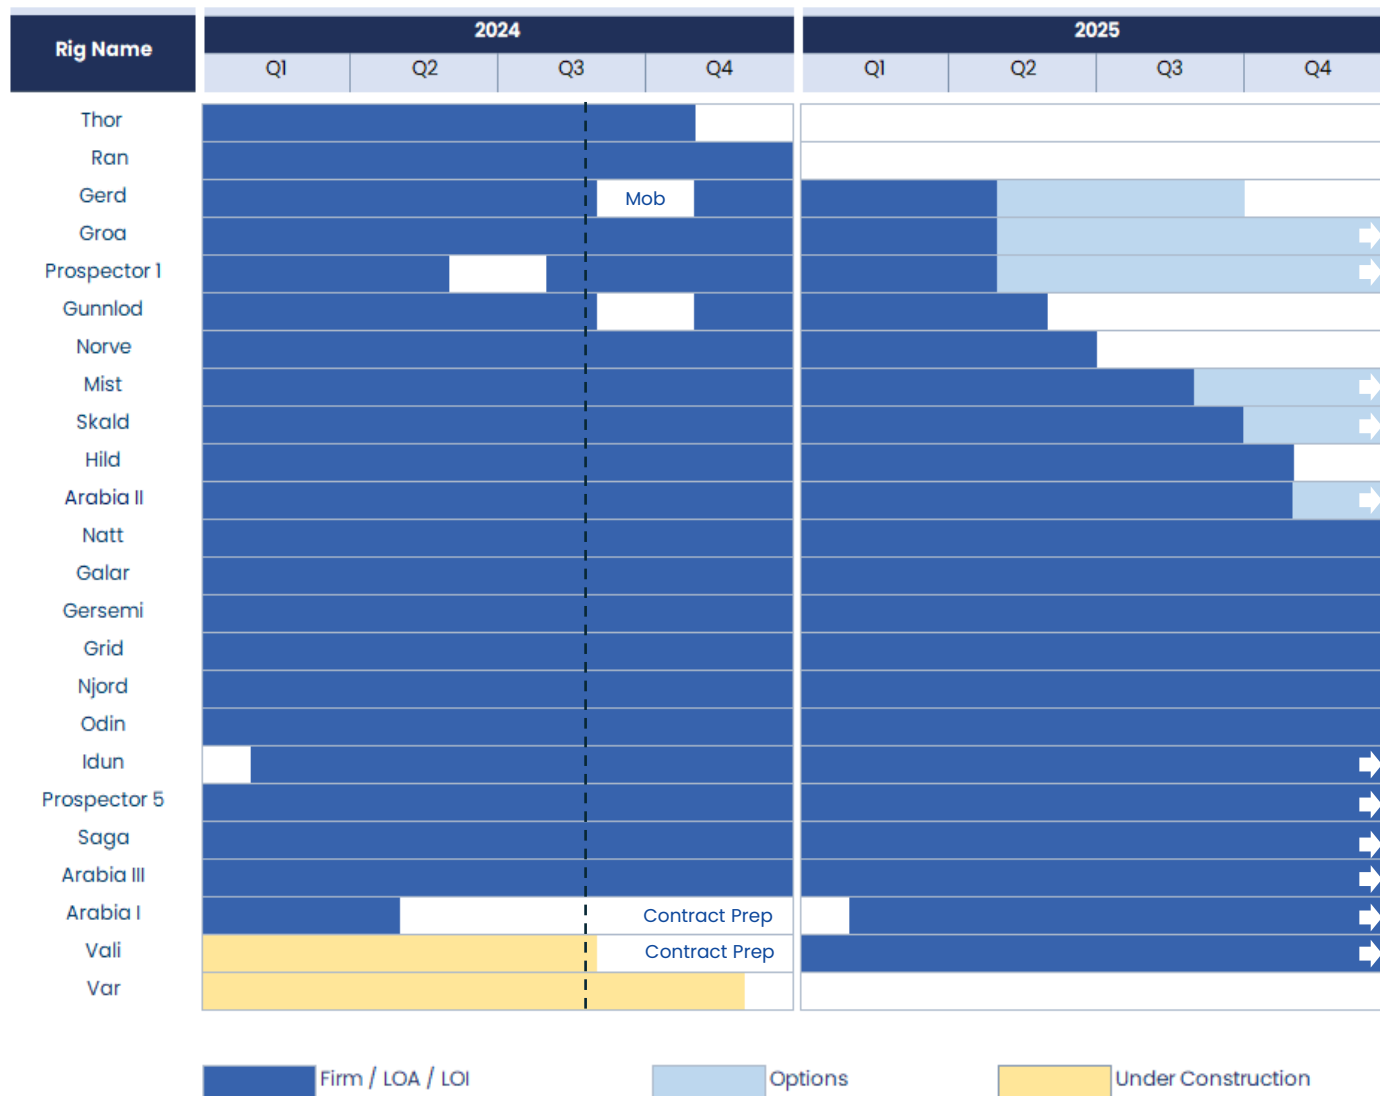 Rig Name
2024
2025
Q1 Q2 Q3 Q4 Q1 Q2 Q3 Q4
Thor
Ran
Gerd Mob
Groa
Prospector 1
Gunnlod
Norve
Mist
Skald
Hild
Arabia II
Natt
Galar
Gersemi
Grid
Njord
Odin
Idun
Prospector 5
Saga
Arabia III
Arabia I Contract Prep
Vali Contract Prep
Var
Firm / LOA / LOI Options Under Construction